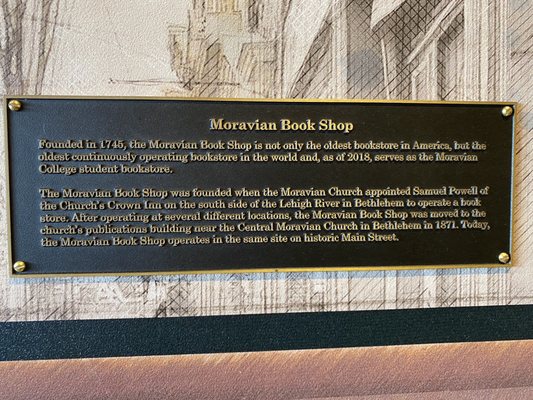 Moravian Book Shop
Founded in 1745, the Moravian Book Shop is not only the oldest bookstore in America, but the
oldest continuously operating bookstore in the world and, as of 2018, serves as the Moravian
College student bookstore.
The Moravian Book Shop was founded when the Moravian Church appointed Samuel Powell of
the Church's Crown Inn on the south side of the Lehigh River in Bethlehem to operate a book
store. After operating at several different locations, the Moravian Book Shop was moved to the
church's publications building near the Central Moravian Church in Bethlehem in 1871. Today,
the Moravian Book Shop operates in the same site on historic Main Street.